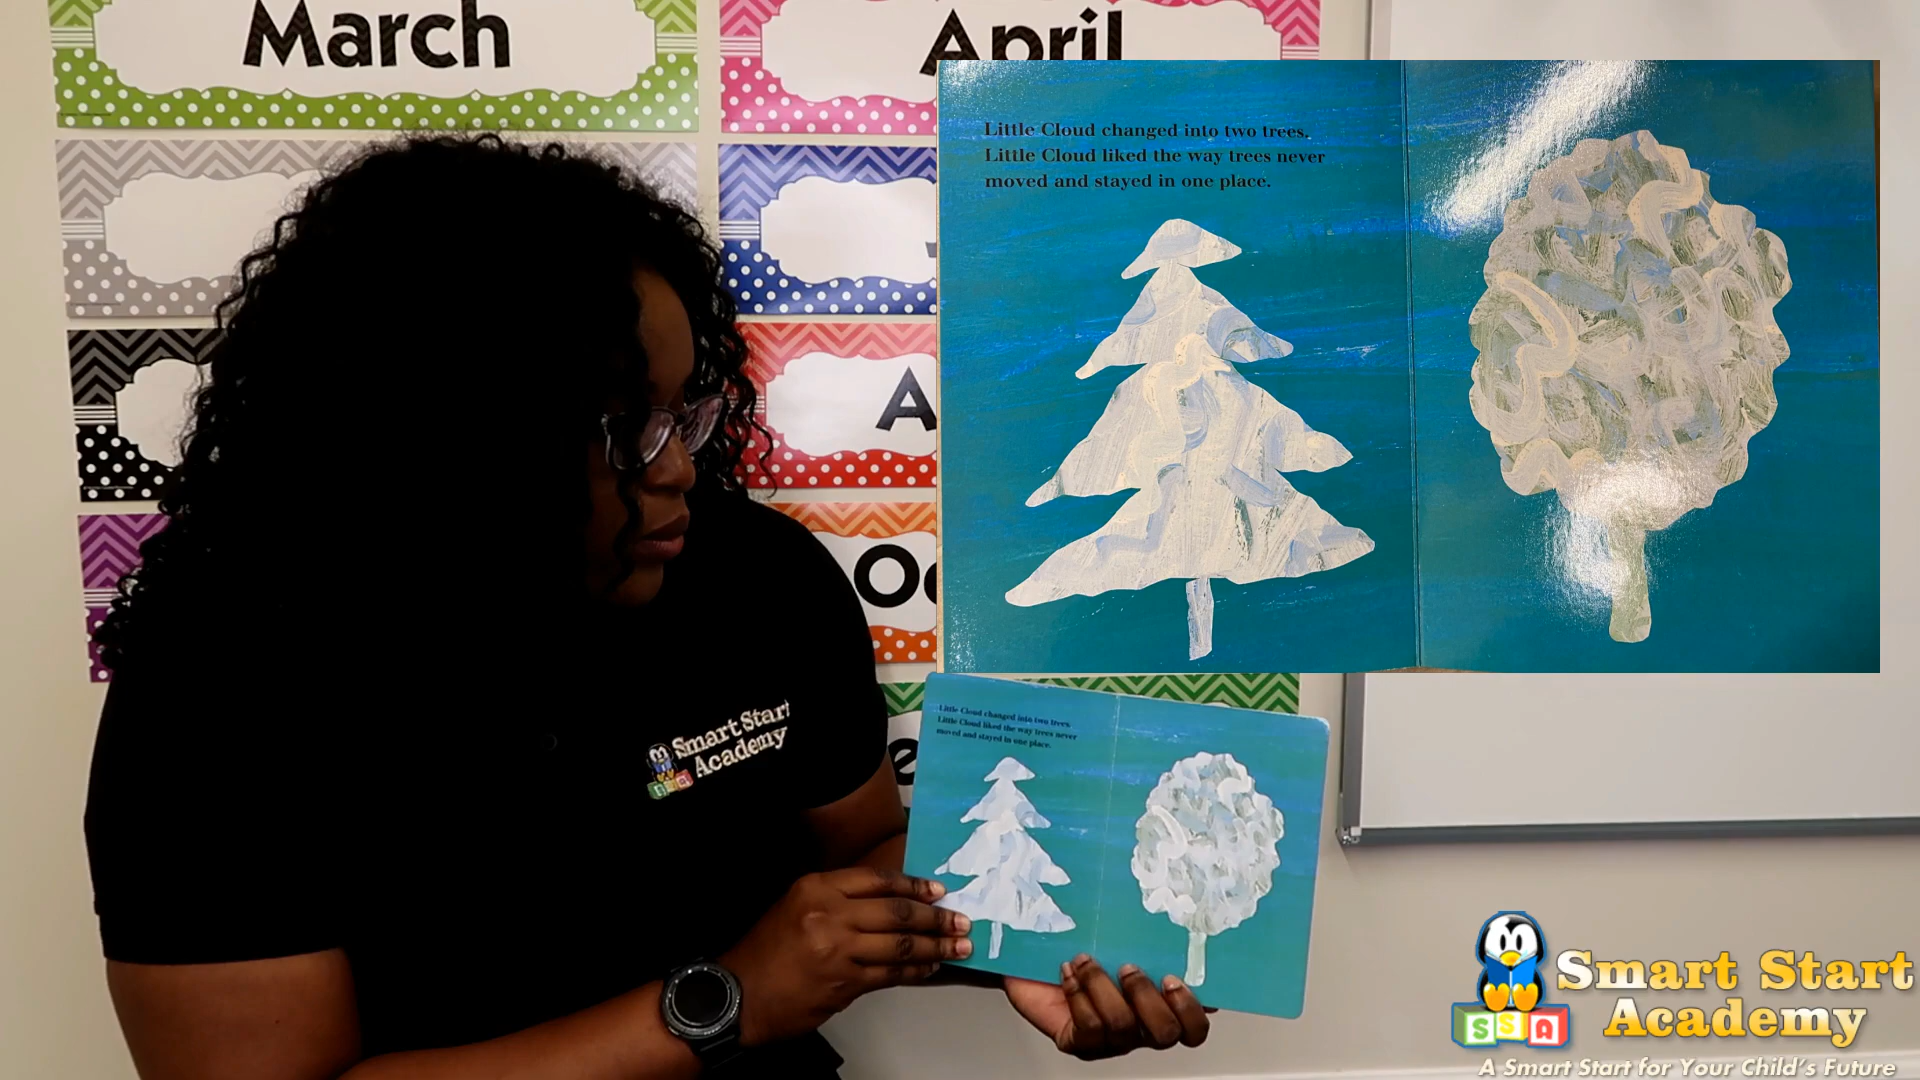 March
April
Little Cloud changed into two trees.
Little Cloud liked the way trees never
moved and stayed in one place.
A
Oc
Little Cloud changed into two trees.
Little Cloud liked the way trees never
moved and stayed in one place.
Smart Start
Academy
e
SSA
Smart Start
Academy
A Smart Start for Your Child's Future